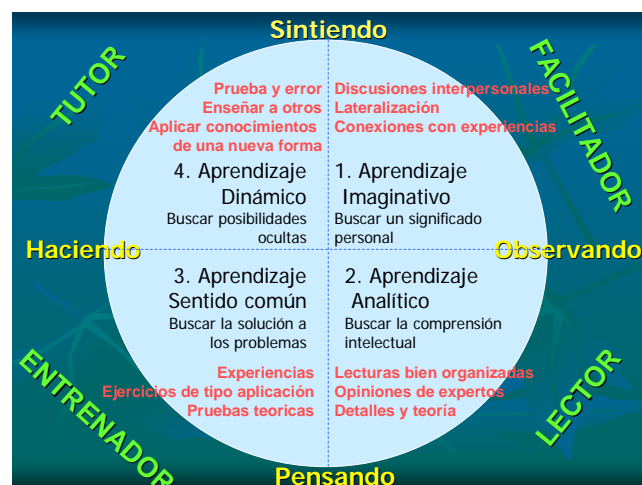 Sintiendo
TUTOR
FACILITADOR
Prueba y error
Enseñar a otros
Aplicar conocimientos
de una nueva forma
Discusiones interpersonales
Lateralización
Conexiones con experiencias
4. Aprendizaje
Dinámico
Buscar posibilidades
ocultas
1. Aprendizaje
Imaginativo
Buscar un significado
personal
Haciendo
Observando
3. Aprendizaje
Sentido común
Buscar la solución a
los problemas
2. Aprendizaje
Analítico
Buscar la comprensión
intelectual
Experiencias
Ejercicios de tipo aplicación
Pruebas teoricas
Lecturas bien organizadas
Opiniones de expertos
Detalles y teoría
ENTRENADOR
LECTOR
Pensando